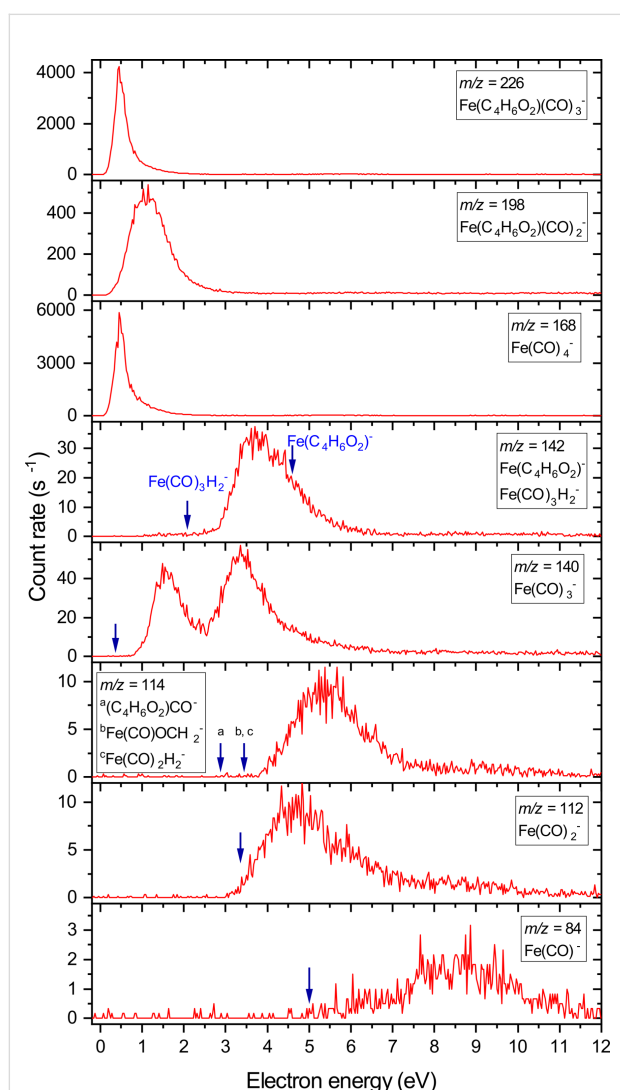 4000
2000
0
m/z = 226
Fe(C₄H₆O₂)(CO)₃⁻
400
200
0
m/z = 198
Fe(C₄H₆O₂)(CO)₂⁻
6000
3000
0
m/z = 168
Fe(CO)₄⁻
30
20
10
0
Fe(CO)₃H₂⁻
Fe(C₄H₆O₂)⁻
m/z = 142
Fe(C₄H₆O₂)⁻
Fe(CO)₃H₂⁻
Count rate (s⁻¹)
40
20
0
m/z = 140
Fe(CO)₃⁻
10
5
0
m/z = 114
ᵃ(C₄H₆O₂)CO⁻
ᵇFe(CO)OCH₂⁻
ᶜFe(CO)₂H₂⁻
a b, c
10
5
0
m/z = 112
Fe(CO)₂⁻
3
2
1
0
m/z = 84
Fe(CO)⁻
0 1 2 3 4 5 6 7 8 9 10 11 12
Electron energy (eV)